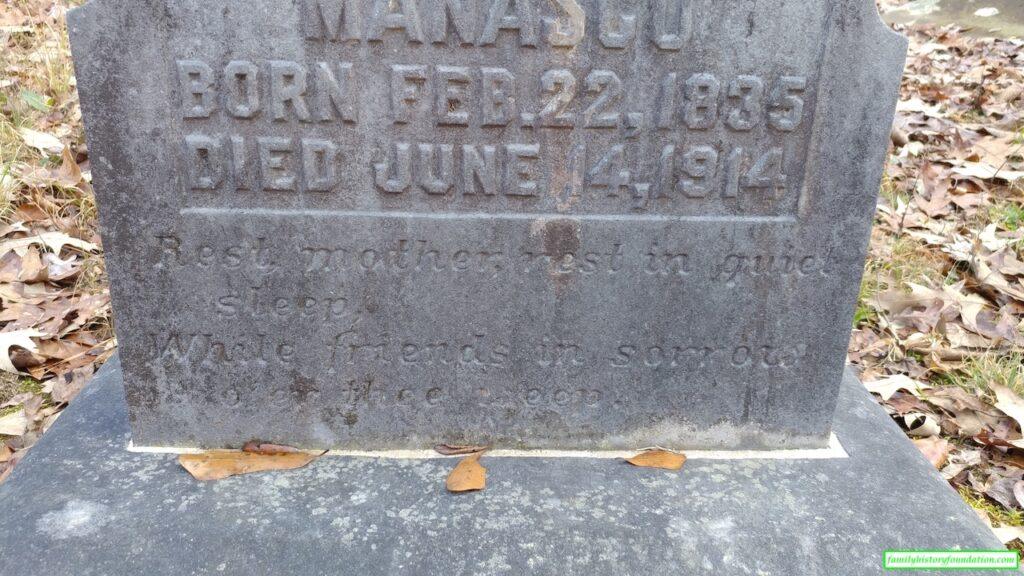 MANASCO
BORN FEB. 22, 1835
DIED JUNE 14, 1914
Rest, mother, rest in quiet
sleep,
While friends in sorrow
o'er thee weep.
familyhistoryfoundation.com